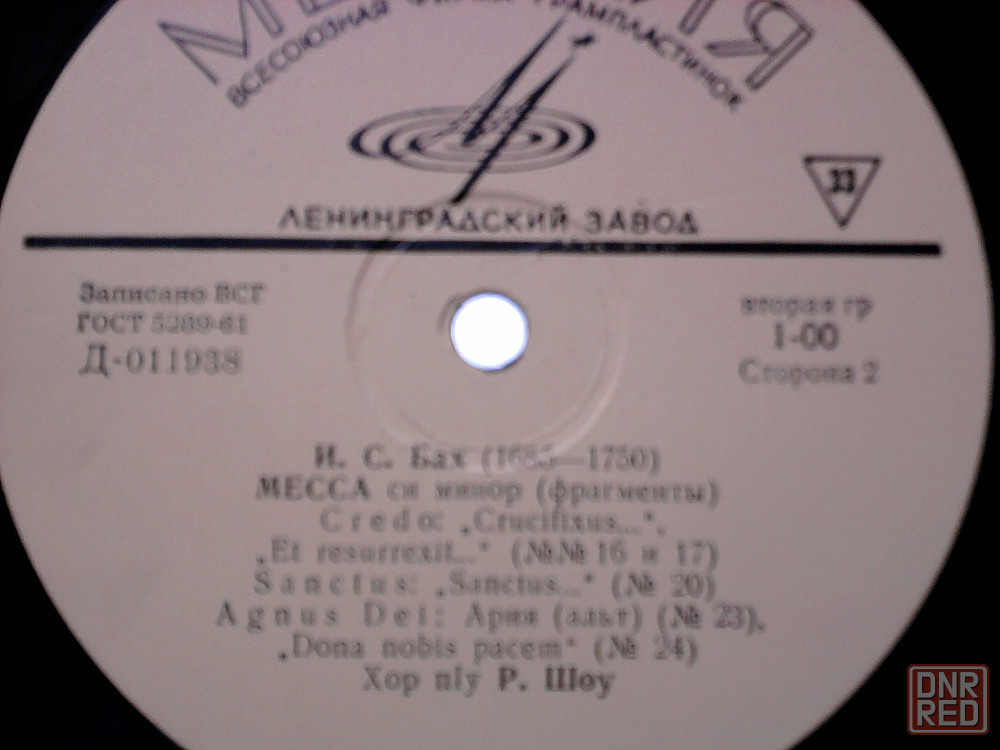 ВСЕСОЮЗНАЯ ФИРМА ГРАМПЛАСТИНОК
33
ЛЕНИНГРАДСКИЙ ЗАВОД
Записано ВСГ
ГОСТ 5289-61
Д-011938
вторая гр
1-00
Сторона 2
И. С. Бах (1685—1750)
МЕССА си минор (фрагменты)
Credo: „Crucifixus...“,
„Et resurrexit...“ (№№ 16 и 17)
Sanctus: „Sanctus...“ (№ 20)
Agnus Dei: Ария (альт) (№ 23),
„Dona nobis pacem“ (№ 24)
Хор п/у Р. Шоу
DNR
RED